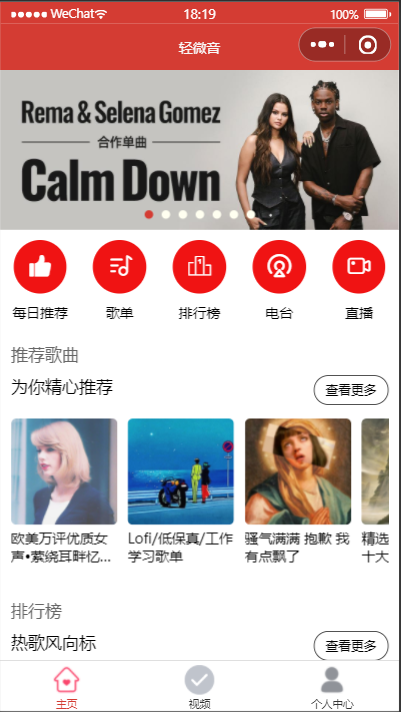 WeChat
18:19
100%
轻微音
Rema & Selena Gomez
合作单曲
Calm Down
每日推荐
歌单
排行榜
电台
直播
推荐歌曲
为你精心推荐
查看更多
欧美万评优质女
声•萦绕耳畔忆...
Lofi/低保真/工作
学习歌单
骚气满满 抱歉 我
有点飘了
精选
十大
排行榜
热歌风向标
查看更多
主页
视频
个人中心